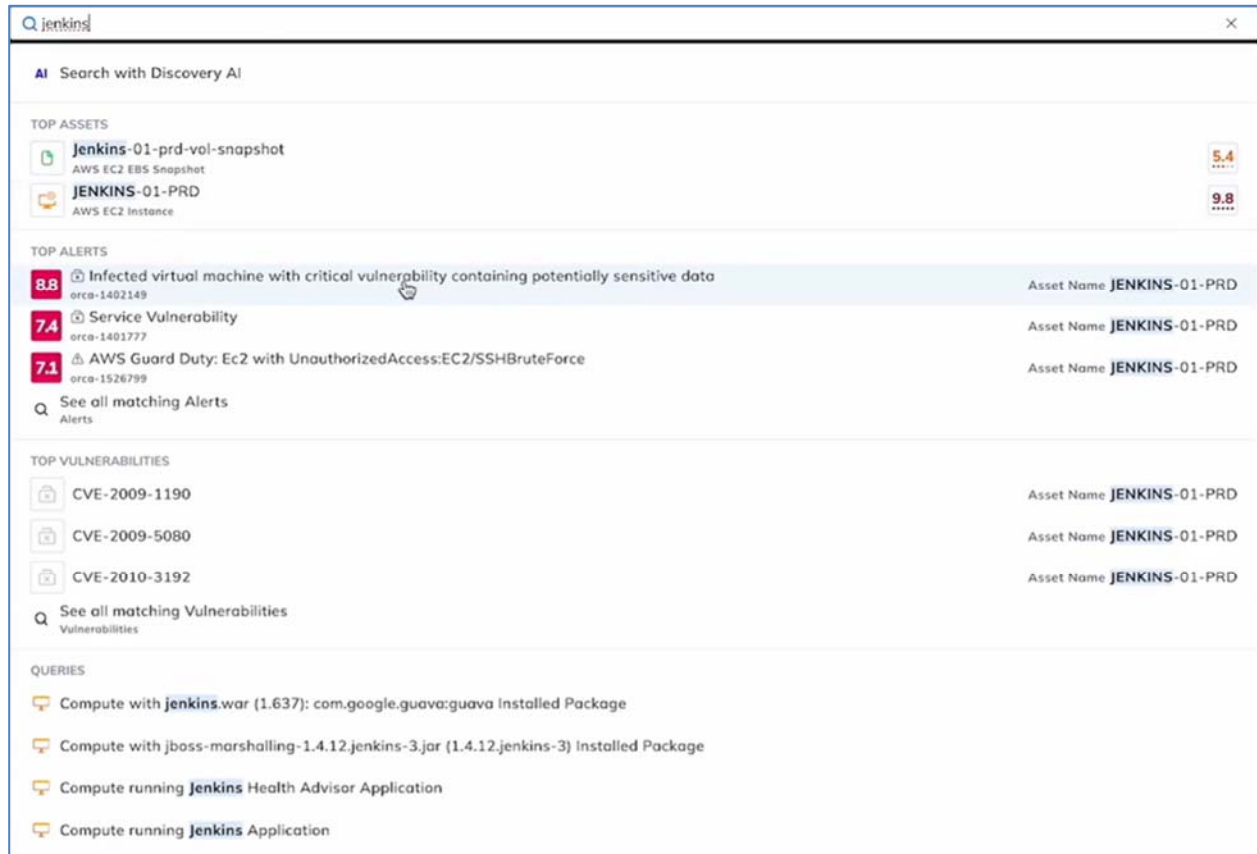 jenkins
AI Search with Discovery AI
TOP ASSETS
Jenkins-01-prd-vol-snapshot
AWS EC2 EBS Snapshot
5.4
JENKINS-01-PRD
AWS EC2 Instance
9.8
TOP ALERTS
8.8 Infected virtual machine with critical vulnerability containing potentially sensitive data
orca-1402149
Asset Name JENKINS-01-PRD
7.4 Service Vulnerability
orca-1401777
Asset Name JENKINS-01-PRD
7.1 AWS Guard Duty: Ec2 with UnauthorizedAccess:EC2/SSHBruteForce
orca-1526799
Asset Name JENKINS-01-PRD
See all matching Alerts
Alerts
TOP VULNERABILITIES
CVE-2009-1190 Asset Name JENKINS-01-PRD
CVE-2009-5080 Asset Name JENKINS-01-PRD
CVE-2010-3192 Asset Name JENKINS-01-PRD
See all matching Vulnerabilities
Vulnerabilities
QUERIES
Compute with jenkins.war (1.637): com.google.guava:guava Installed Package
Compute with jboss-marshalling-1.4.12.jenkins-3.jar (1.4.12.jenkins-3) Installed Package
Compute running Jenkins Health Advisor Application
Compute running Jenkins Application